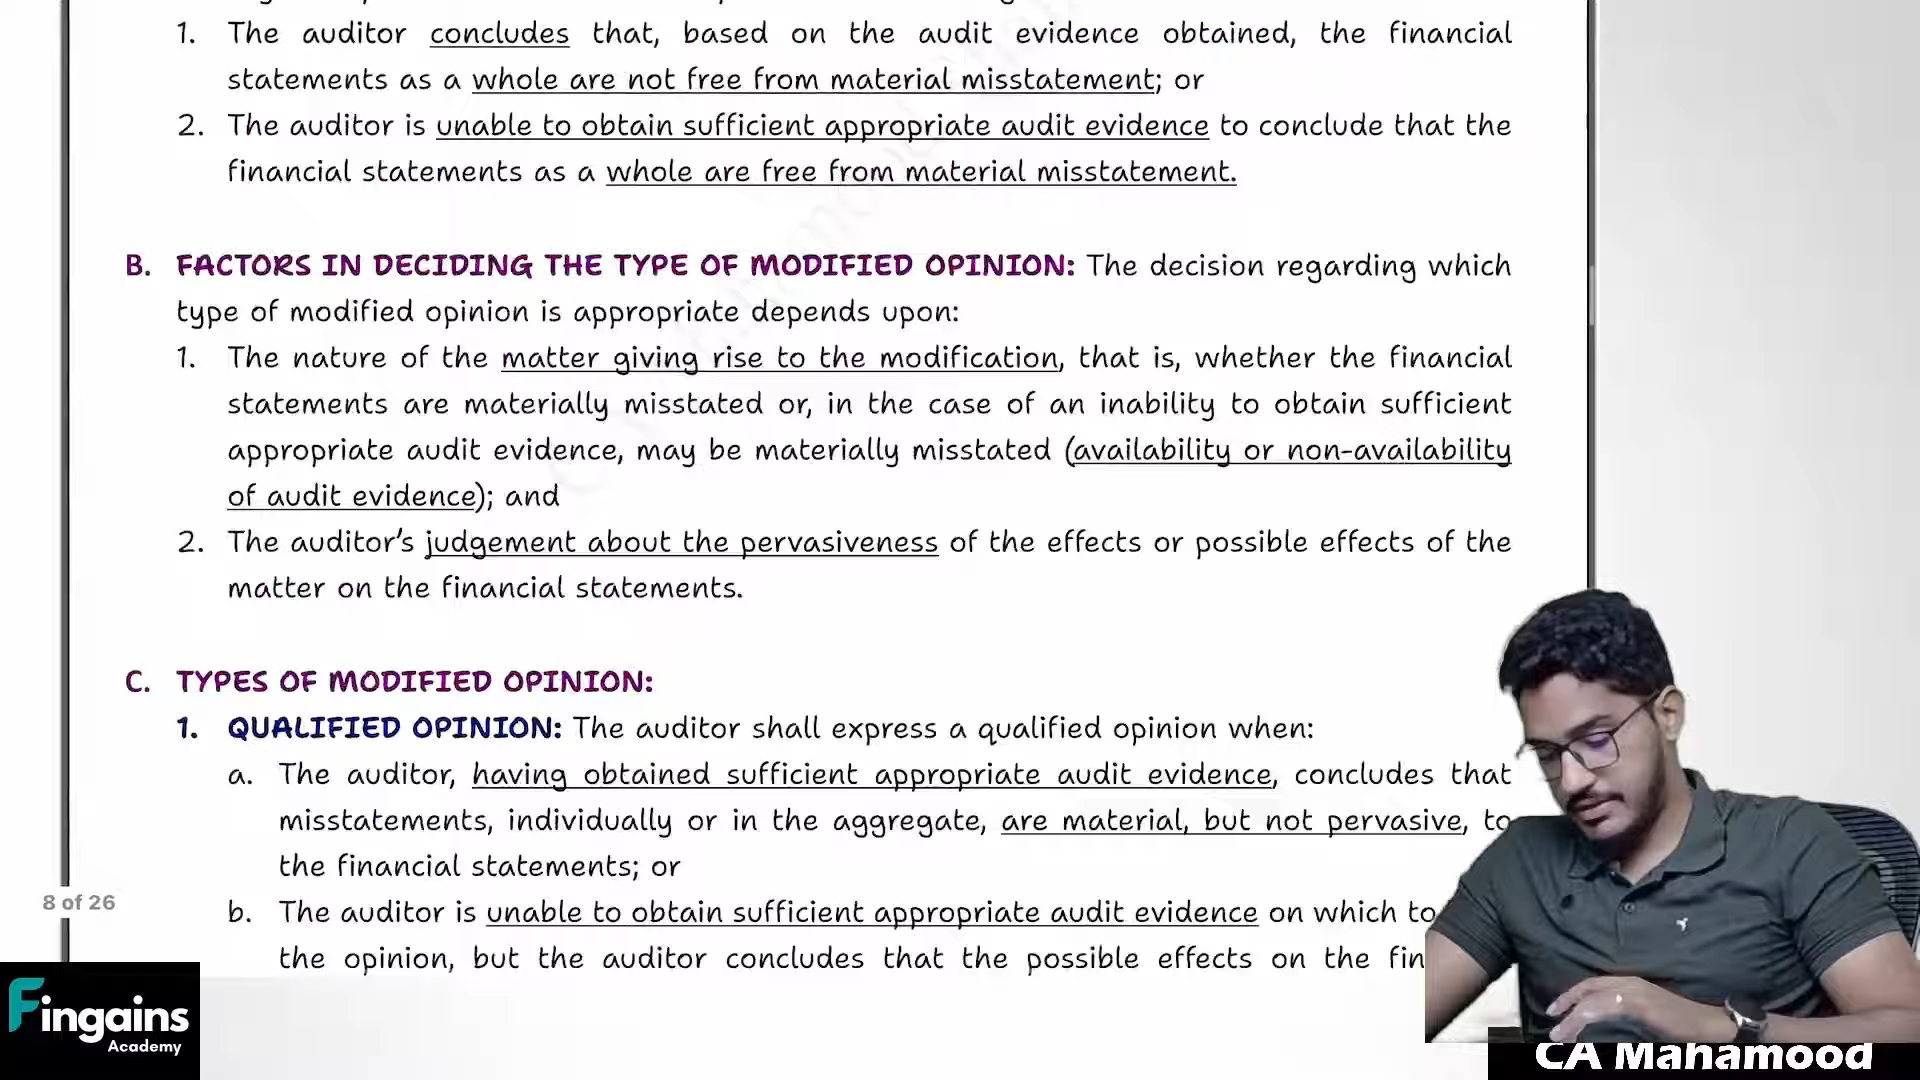 1. The auditor concludes that, based on the audit evidence obtained, the financial
statements as a whole are not free from material misstatement; or
2. The auditor is unable to obtain sufficient appropriate audit evidence to conclude that the
financial statements as a whole are free from material misstatement.
B. FACTORS IN DECIDING THE TYPE OF MODIFIED OPINION: The decision regarding which
type of modified opinion is appropriate depends upon:
1. The nature of the matter giving rise to the modification, that is, whether the financial
statements are materially misstated or, in the case of an inability to obtain sufficient
appropriate audit evidence, may be materially misstated (availability or non-availability
of audit evidence); and
2. The auditor's judgement about the pervasiveness of the effects or possible effects of the
matter on the financial statements.
C. TYPES OF MODIFIED OPINION:
1. QUALIFIED OPINION: The auditor shall express a qualified opinion when:
a. The auditor, having obtained sufficient appropriate audit evidence, concludes that
misstatements, individually or in the aggregate, are material, but not pervasive, to
the financial statements; or
8 of 26
b. The auditor is unable to obtain sufficient appropriate audit evidence on which to
the opinion, but the auditor concludes that the possible effects on the fin
Fingains
Academy
CA Mahamood